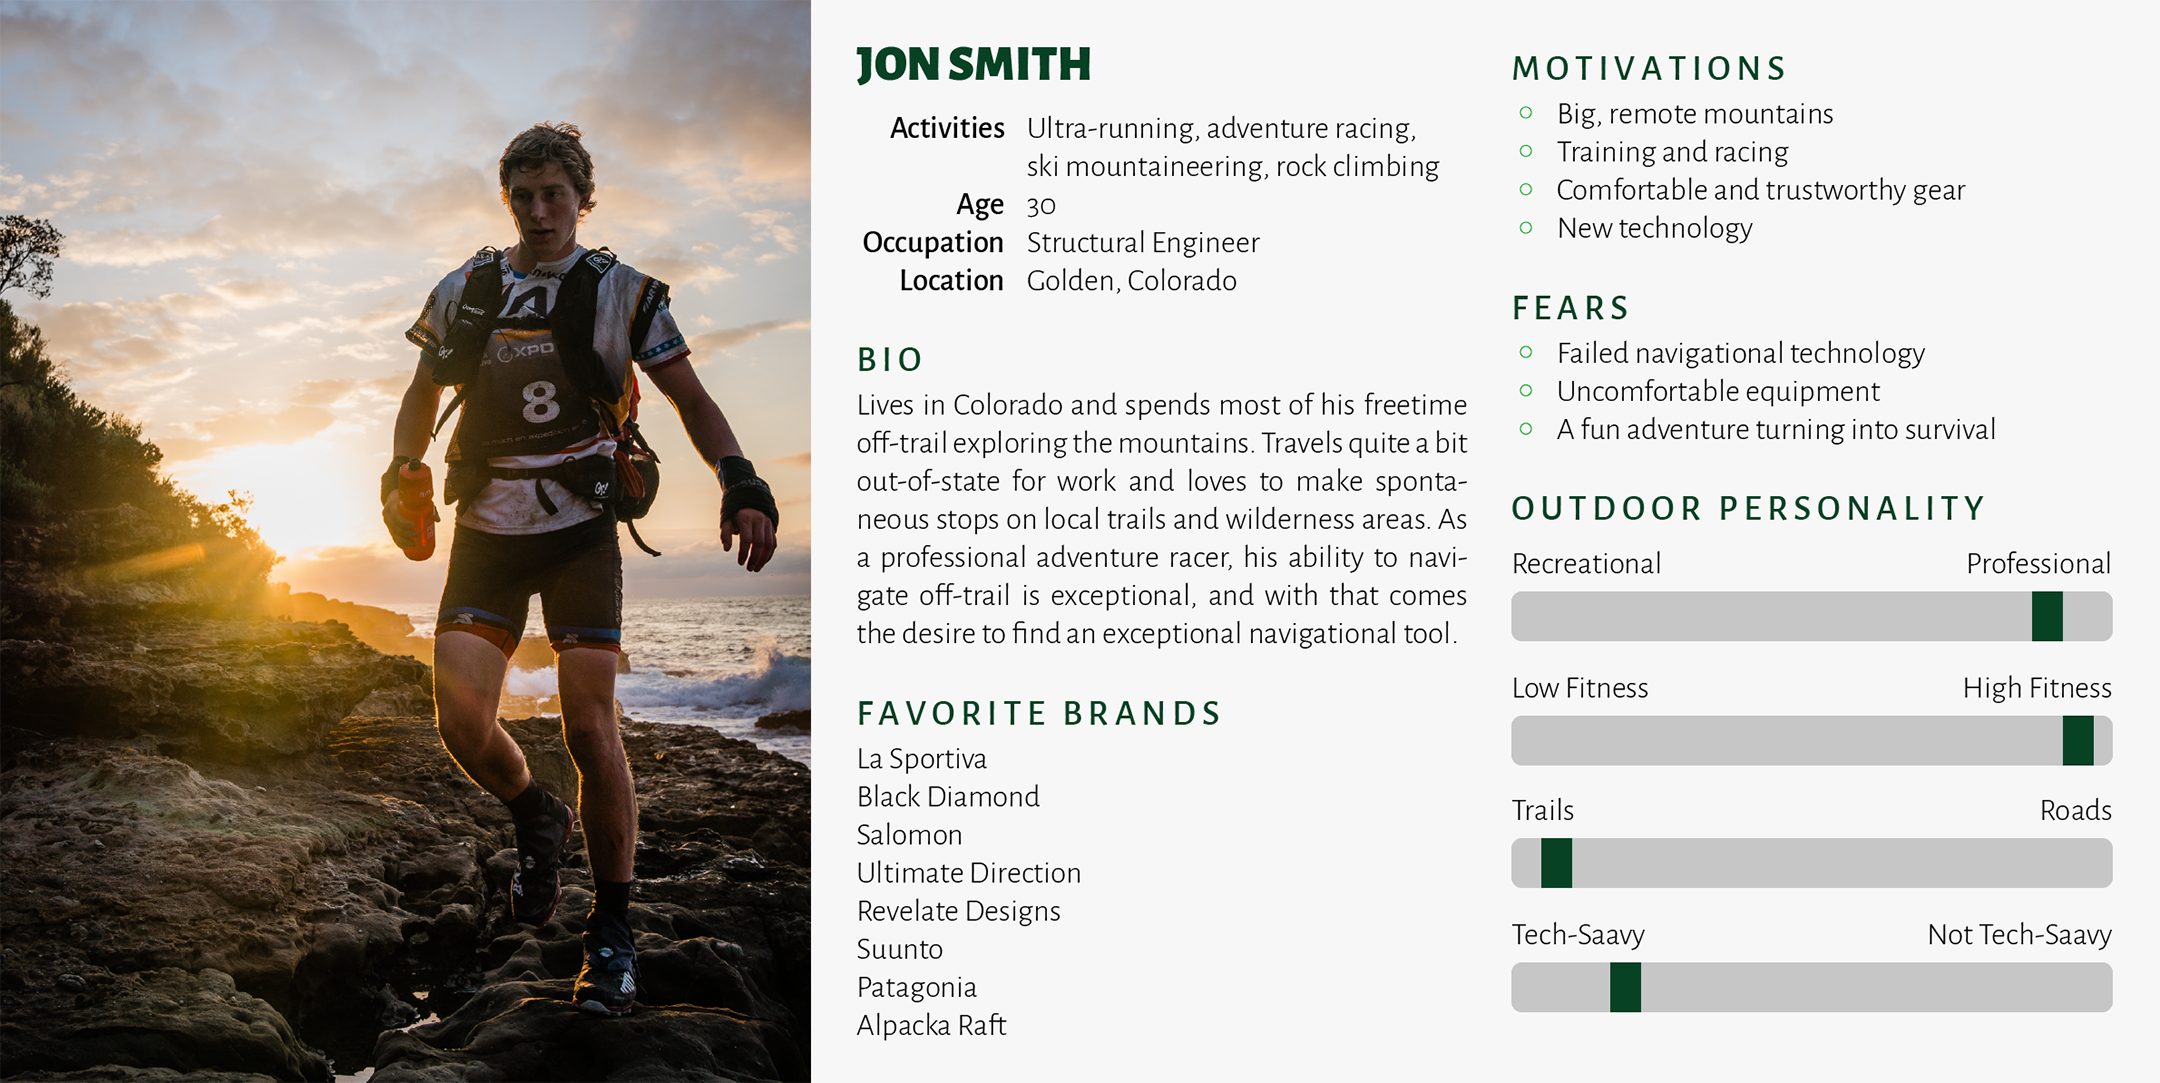 XPD
8
JON SMITH
Activities Ultra-running, adventure racing,
ski mountaineering, rock climbing
Age 30
Occupation Structural Engineer
Location Golden, Colorado
BIO
Lives in Colorado and spends most of his freetime
off-trail exploring the mountains. Travels quite a bit
out-of-state for work and loves to make sponta-
neous stops on local trails and wilderness areas. As
a professional adventure racer, his ability to navi-
gate off-trail is exceptional, and with that comes
the desire to find an exceptional navigational tool.
FAVORITE BRANDS
La Sportiva
Black Diamond
Salomon
Ultimate Direction
Revelate Designs
Suunto
Patagonia
Alpacka Raft
MOTIVATIONS
Big, remote mountains
Training and racing
Comfortable and trustworthy gear
New technology
FEARS
Failed navigational technology
Uncomfortable equipment
A fun adventure turning into survival
OUTDOOR PERSONALITY
Recreational Professional
Low Fitness High Fitness
Trails Roads
Tech-Saavy Not Tech-Saavy